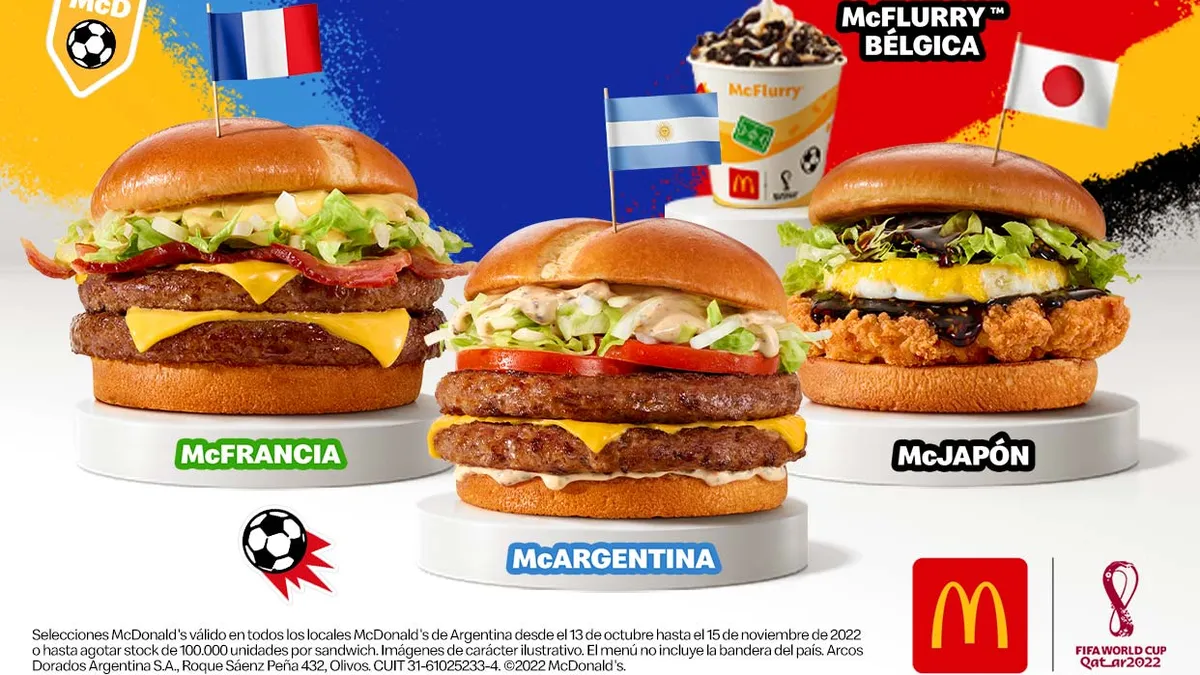 McD
McFLURRY™
BÉLGICA
McFlurry
McFRANCIA
McJAPÓN
McARGENTINA
Selecciones McDonald's válido en todos los locales McDonald's de Argentina desde el 13 de octubre hasta el 15 de noviembre de 2022
o hasta agotar stock de 100.000 unidades por sandwich. Imágenes de carácter ilustrativo. El menú no incluye la bandera del país. Arcos
Dorados Argentina S.A., Roque Sáenz Peña 432, Olivos. CUIT 31-61025233-4. ©2022 McDonald's.
FIFA WORLD CUP
Qatar2022